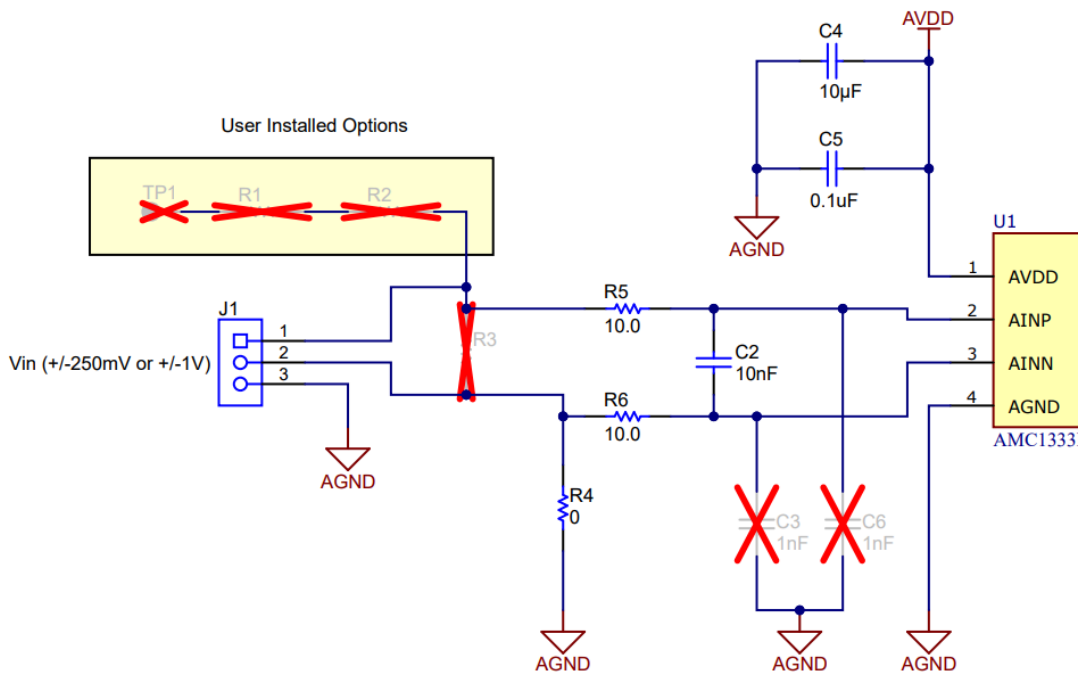 C4
AVDD
10µF
User Installed Options
C5
0.1uF
TP1
R1
R2
AGND
U1
1
AVDD
R5
10.0
2
AINP
J1
1
R3
C2
10nF
Vin (+/-250mV or +/-1V)
2
3
AINN
3
R6
10.0
4
AGND
AMC1333
AGND
R4
0
C3
1nF
C6
1nF
AGND
AGND
AGND